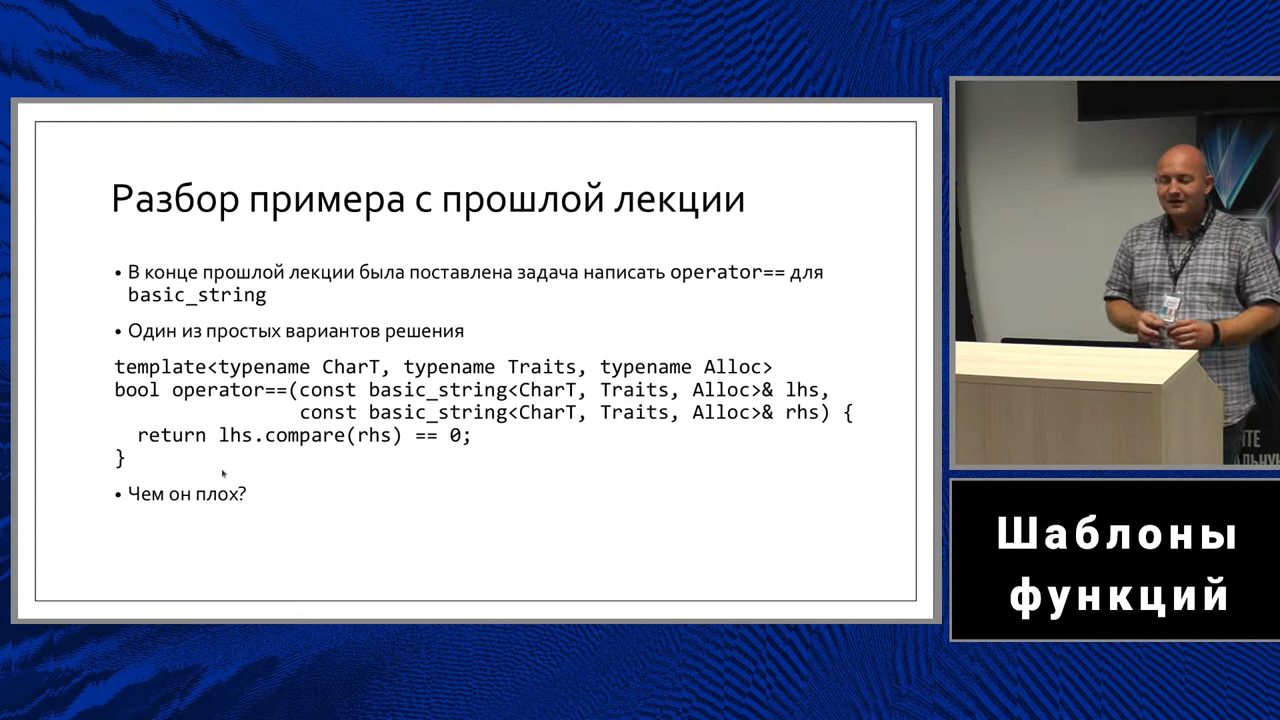 Разбор примера с прошлой лекции
• В конце прошлой лекции была поставлена задача написать operator== для
basic_string
• Один из простых вариантов решения
template<typename CharT, typename Traits, typename Alloc>
bool operator==(const basic_string<CharT, Traits, Alloc>& lhs,
const basic_string<CharT, Traits, Alloc>& rhs) {
return lhs.compare(rhs) == 0;
}
• Чем он плох?
Шаблоны
функций